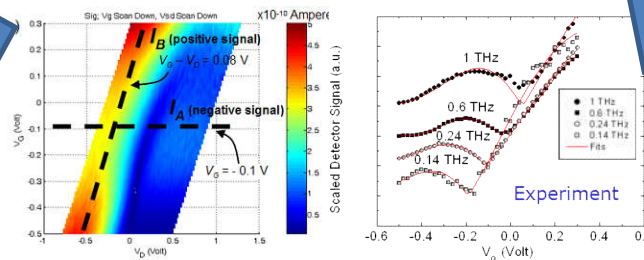 Sig; Vg Scan Down, Vsd Scan Down
x10⁻¹⁰ Ampere
0.3
0.2
0.1
0
-0.1
-0.2
-0.3
-0.4
-0.5
V_G (Volt)
I_B (positive signal)
V_G – V_D = 0.08 V
I_A (negative signal)
V_G = - 0.1 V
-1
-0.5
0
0.5
1
1.5
V_D (Volt)
5
4.5
4
3.5
3
2.5
2
1.5
1
0.5
0
Scaled Detector Signal (a.u.)
1 THz
0.6 THz
0.24 THz
0.14 THz
1 THz
0.6 THz
0.24 THz
0.14 THz
Fits
Experiment
-0.6
-0.4
-0.2
0.0
0.2
0.4
V_G (Volt)